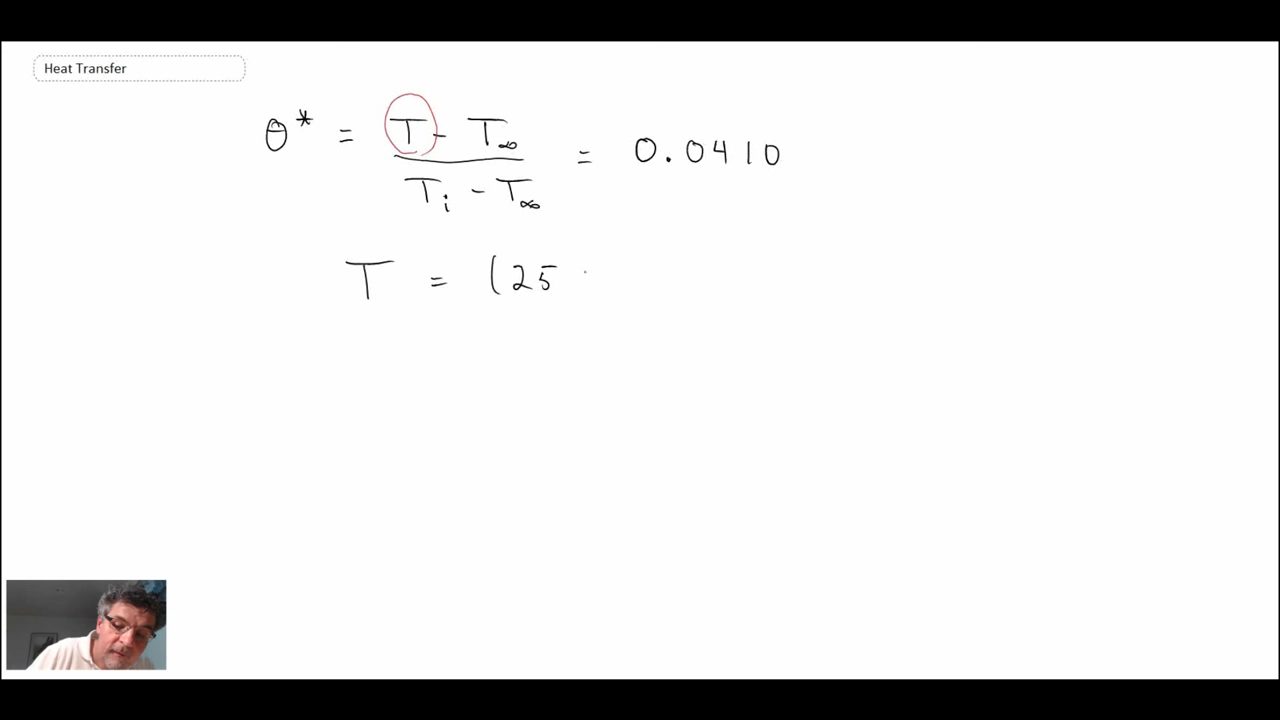 Heat Transfer
θ* = T - T∞ / Ti - T∞ = 0.0410
T = (25